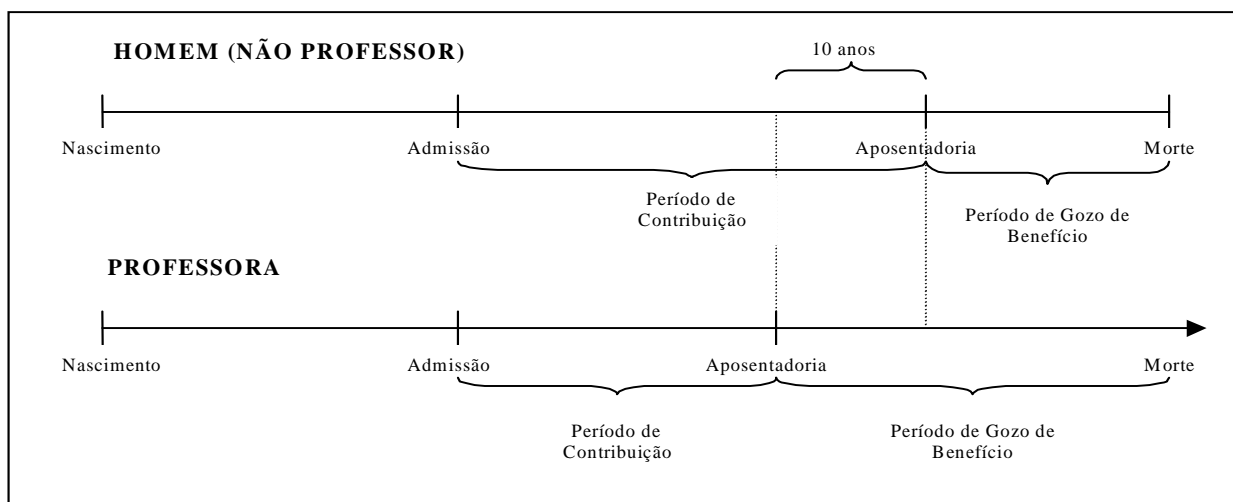 10 anos
HOMEM (NÃO PROFESSOR)
Nascimento
Admissão
Aposentadoria
Morte
Período de
Contribuição
Período de Gozo de
Benefício
PROFESSORA
Nascimento
Admissão
Aposentadoria
Morte
Período de
Contribuição
Período de Gozo de
Benefício